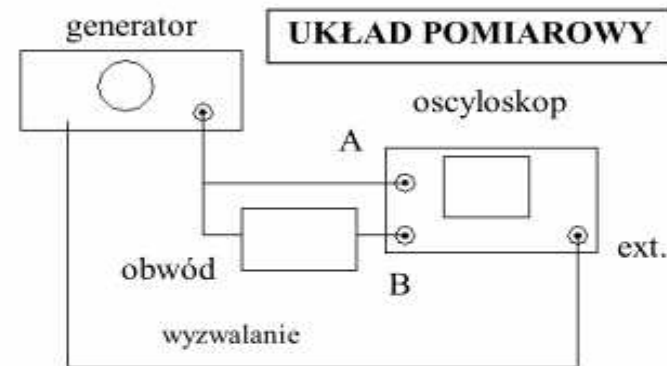 generator
UKŁAD POMIAROWY
oscyloskop
A
obwód
B
ext.
wyzwalanie